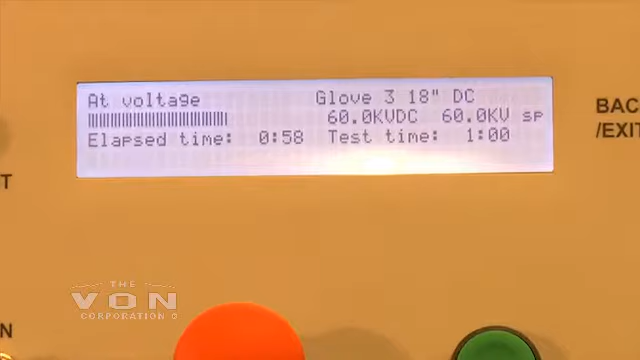 At voltage Glove 3 18" DC
60.0KVDC 60.0KV SP
Elapsed time: 0:58 Test time: 1:00
BAC
/EXIT
T
THE
VON
CORPORATION ©
N